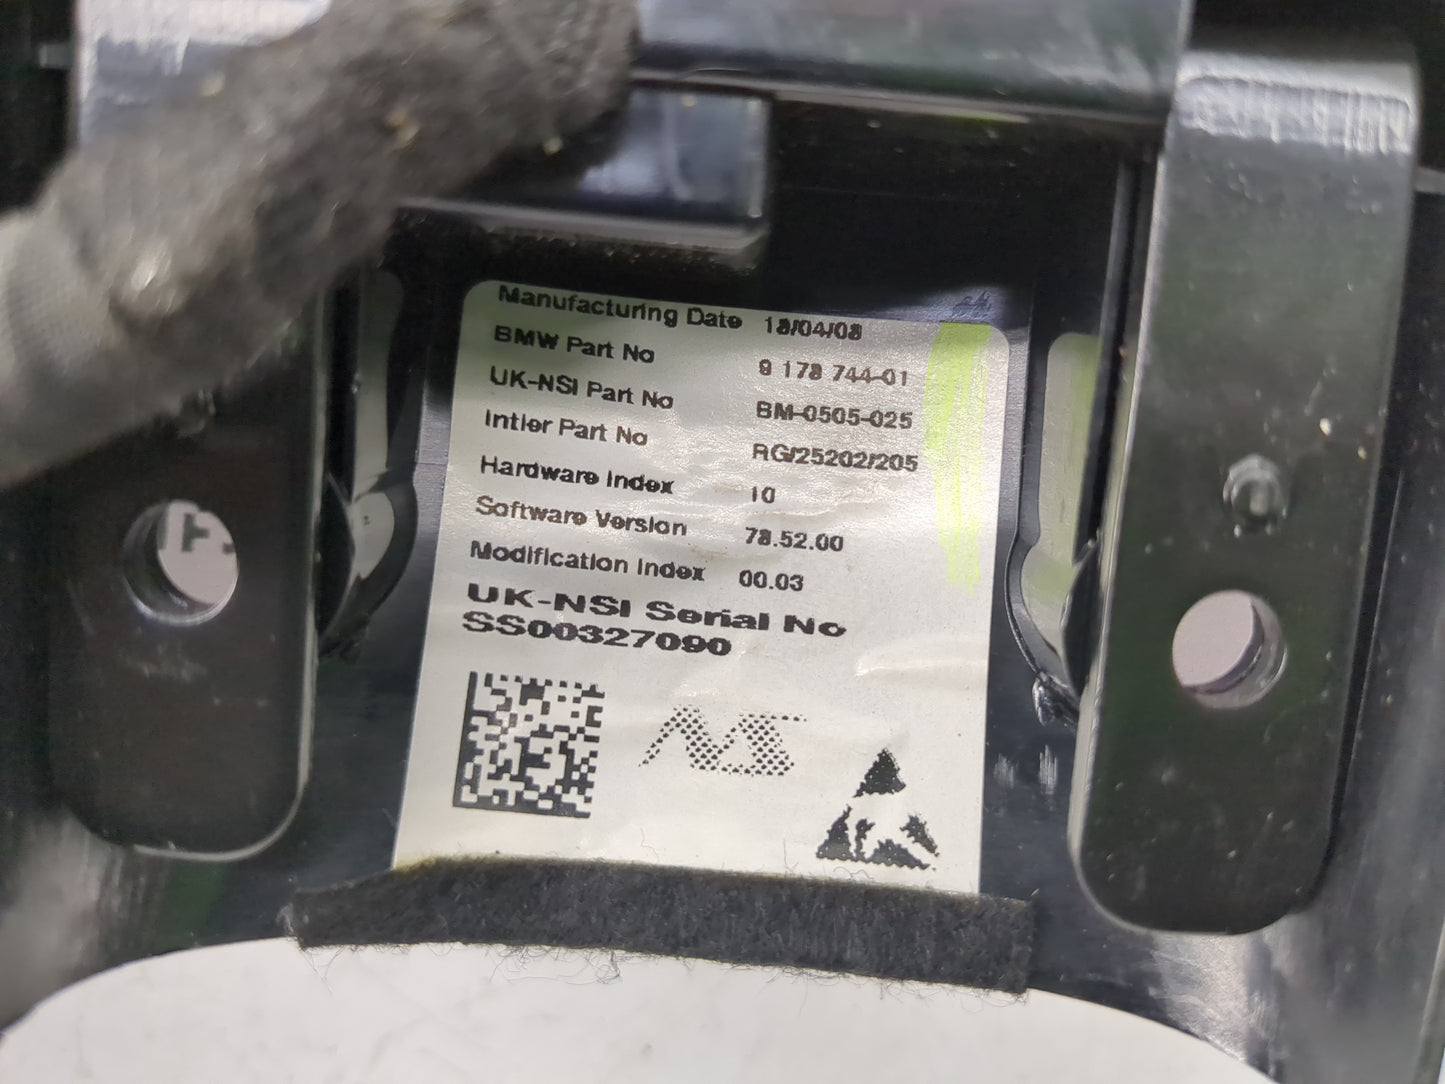 Manufacturing Date 18/04/08
BMW Part No 9 178 744-01
UK-NSI Part No BM-0505-025
Intier Part No RG/25202/205
Hardware Index 10
Software Version 78.52.00
Modification Index 00.03
UK-NSI Serial No
SS00327090
NS